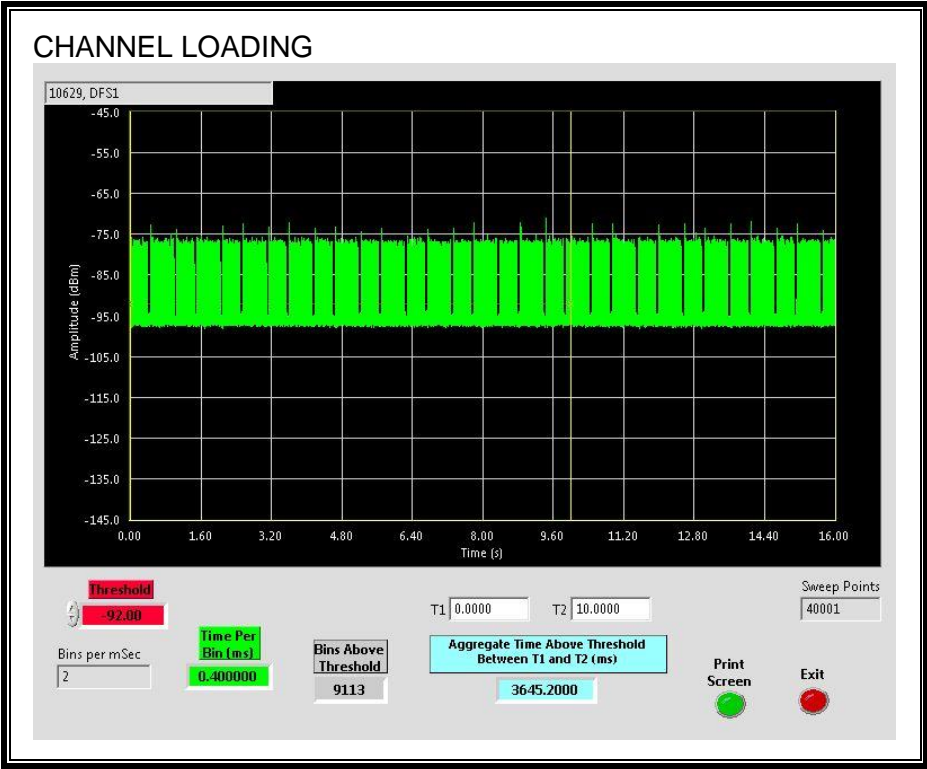 CHANNEL LOADING
10629, DFS1
-45.0
-55.0
-65.0
-75.0
-85.0
-95.0
-105.0
-115.0
-125.0
-135.0
-145.0
Amplitude (dBm)
0.00 1.60 3.20 4.80 6.40 8.00 9.60 11.20 12.80 14.40 16.00
Time (s)
Threshold
-92.00
Bins per mSec
2
Time Per
Bin (ms)
0.400000
Bins Above
Threshold
9113
T1 0.0000 T2 10.0000
Aggregate Time Above Threshold
Between T1 and T2 (ms)
3645.2000
Sweep Points
40001
Print
Screen
Exit